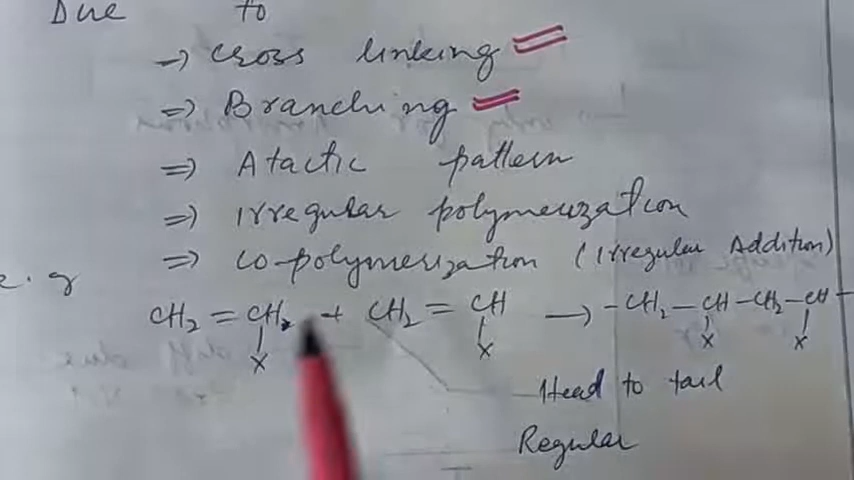 Due to
→ Cross linking
⇒ Branching
⇒ Atactic pattern
⇒ Irregular polymerization
⇒ Co-polymerization (Irregular Addition)
e.g
CH₂ = CH₂ + CH₂ = CH → -CH₂-CH-CH₂-CH-
X X X X
Head to tail
Regular